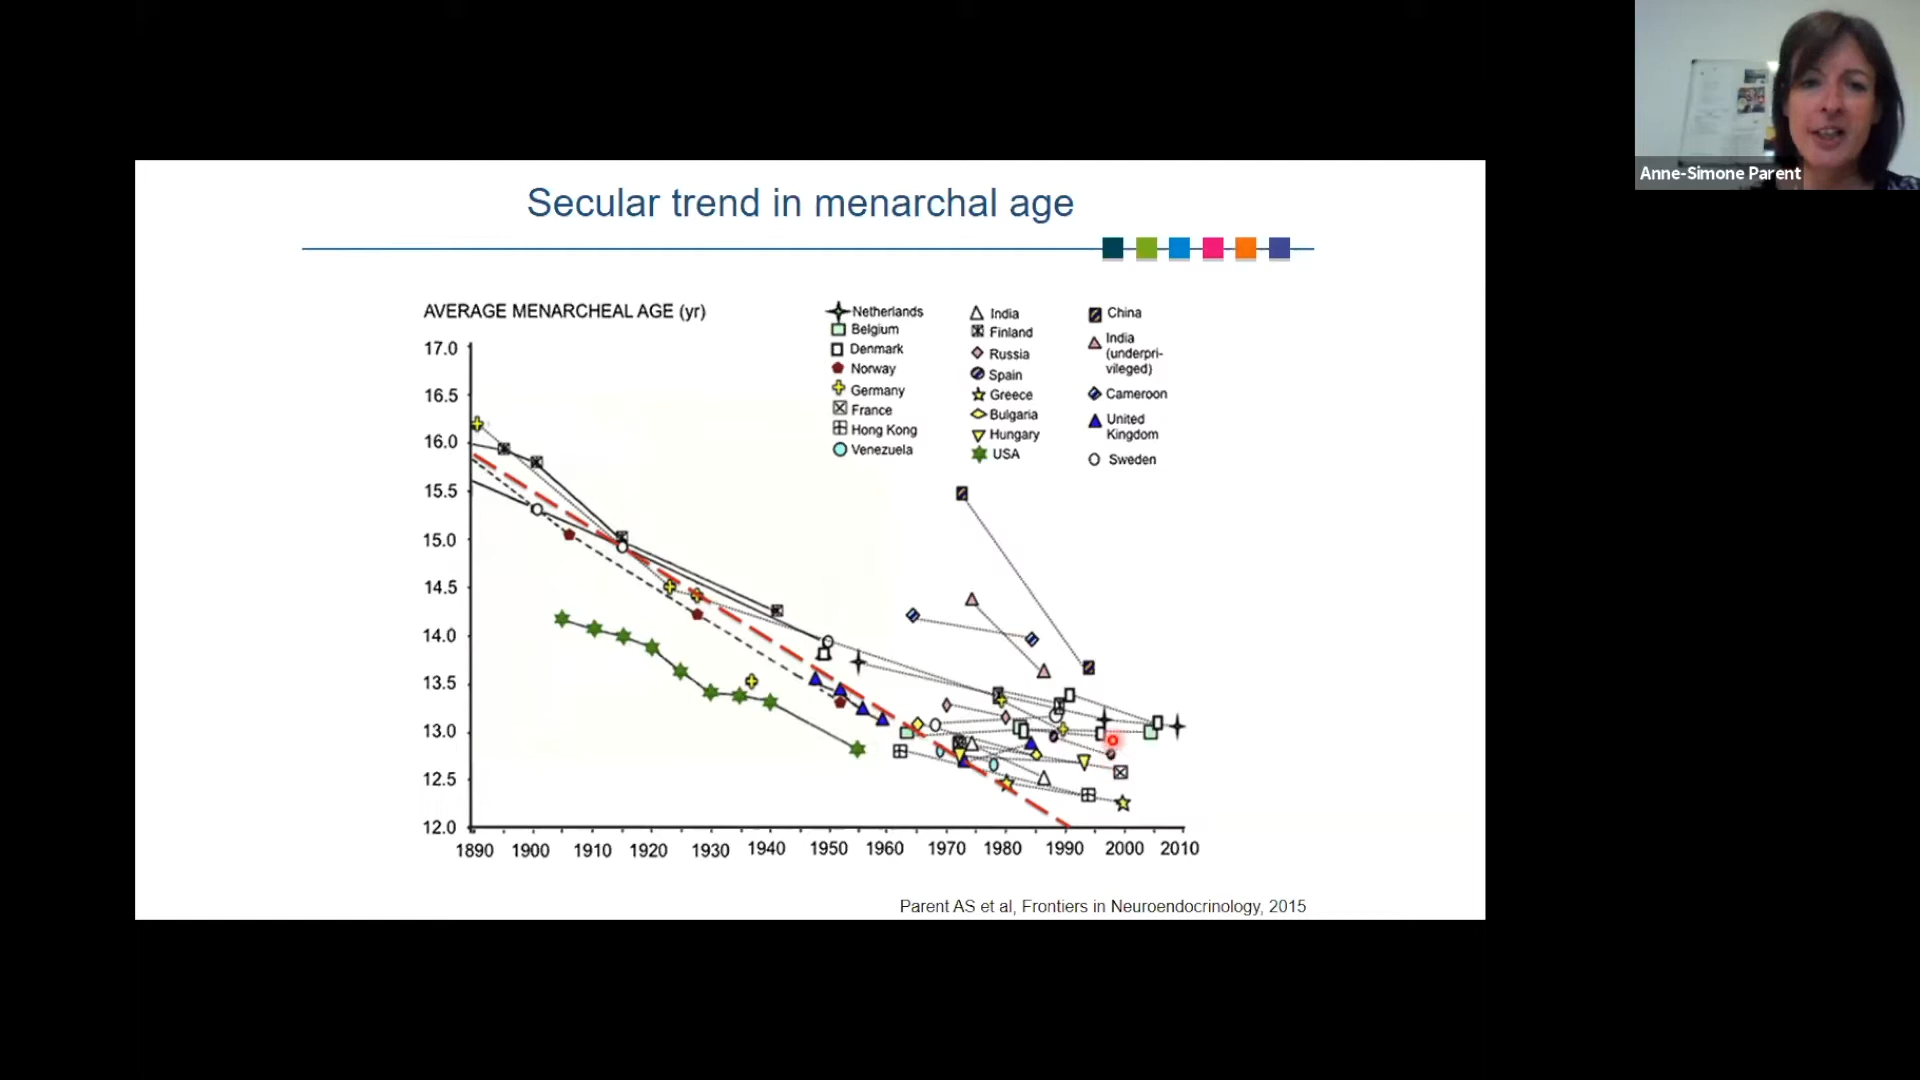 Anne-Simone Parent
Secular trend in menarchal age
AVERAGE MENARCHEAL AGE (yr)
Netherlands
Belgium
Denmark
Norway
Germany
France
Hong Kong
Venezuela
India
Finland
Russia
Spain
Greece
Bulgaria
Hungary
USA
China
India
(underpri-
vileged)
Cameroon
United
Kingdom
Sweden
17.0
16.5
16.0
15.5
15.0
14.5
14.0
13.5
13.0
12.5
12.0
1890 1900 1910 1920 1930 1940 1950 1960 1970 1980 1990 2000 2010
Parent AS et al, Frontiers in Neuroendocrinology, 2015